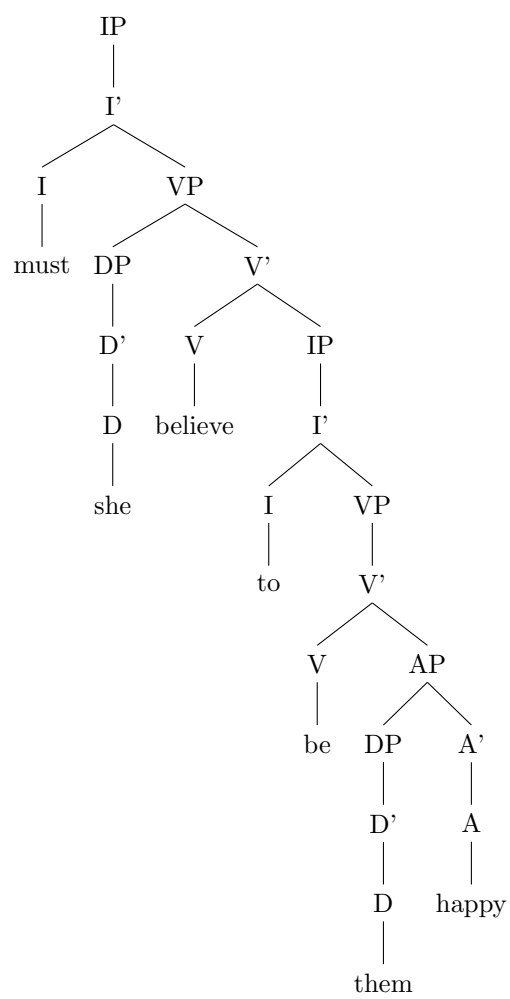 IP
I'
I VP
must DP V'
D' V IP
D believe I'
she I VP
to V'
V AP
be DP A'
D' A
D happy
them